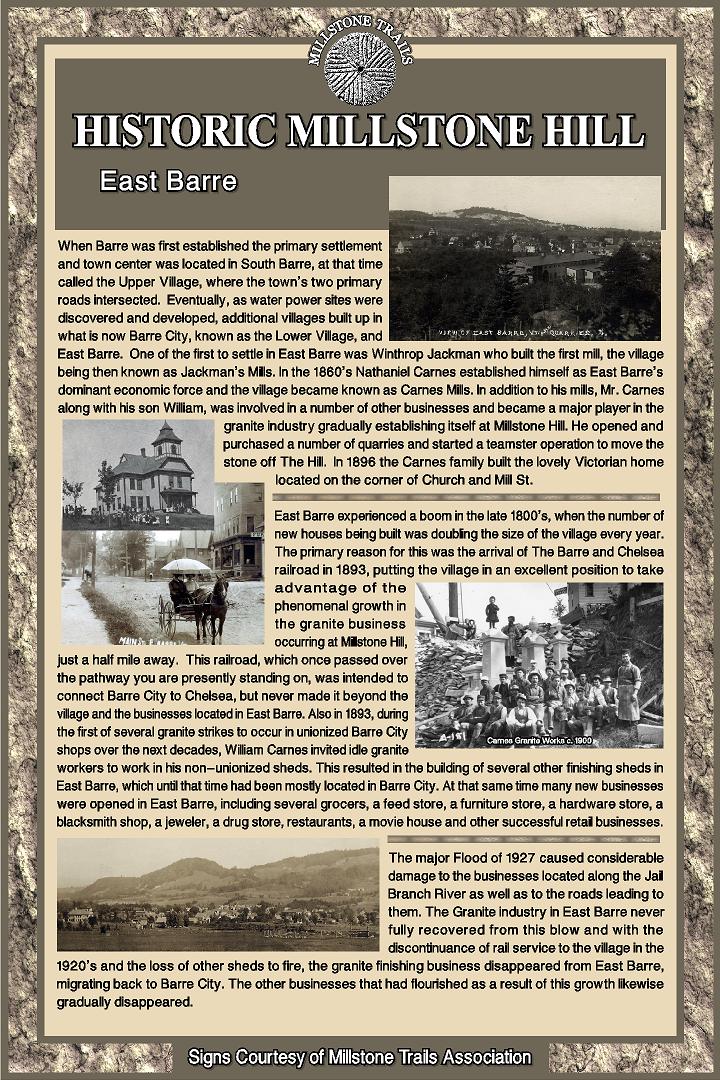 MILLSTONE TRAILS
HISTORIC MILLSTONE HILL
East Barre
When Barre was first established the primary settlement
and town center was located in South Barre, at that time
called the Upper Village, where the town's two primary
roads intersected. Eventually, as water power sites were
discovered and developed, additional villages built up in
what is now Barre City, known as the Lower Village, and
East Barre. One of the first to settle in East Barre was Winthrop Jackman who built the first mill, the village
being then known as Jackman's Mills. In the 1860's Nathaniel Carnes established himself as East Barre's
dominant economic force and the village became known as Carnes Mills. In addition to his mills, Mr. Carnes
along with his son William, was involved in a number of other businesses and became a major player in the
granite industry gradually establishing itself at Millstone Hill. He opened and
purchased a number of quarries and started a teamster operation to move the
stone off The Hill. In 1896 the Carnes family built the lovely Victorian home
located on the corner of Church and Mill St.
VIEW OF EAST BARRE, VT. & QUARRIES,
East Barre experienced a boom in the late 1800's, when the number of
new houses being built was doubling the size of the village every year.
The primary reason for this was the arrival of The Barre and Chelsea
railroad in 1893, putting the village in an excellent position to take
advantage of the
phenomenal growth in
the granite business
occurring at Millstone Hill,
just a half mile away. This railroad, which once passed over
the pathway you are presently standing on, was intended to
connect Barre City to Chelsea, but never made it beyond the
village and the businesses located in East Barre. Also in 1893, during
the first of several granite strikes to occur in unionized Barre City
shops over the next decades, William Carnes invited idle granite
workers to work in his non-unionized sheds. This resulted in the building of several other finishing sheds in
East Barre, which until that time had been mostly located in Barre City. At that same time many new businesses
were opened in East Barre, including several grocers, a feed store, a furniture store, a hardware store, a
blacksmith shop, a jeweler, a drug store, restaurants, a movie house and other successful retail businesses.
MAIN ST. E. BARRE
Carnes Granite Works c. 1900
The major Flood of 1927 caused considerable
damage to the businesses located along the Jail
Branch River as well as to the roads leading to
them. The Granite industry in East Barre never
fully recovered from this blow and with the
discontinuance of rail service to the village in the
1920's and the loss of other sheds to fire, the granite finishing business disappeared from East Barre,
migrating back to Barre City. The other businesses that had flourished as a result of this growth likewise
gradually disappeared.
Signs Courtesy of Millstone Trails Association